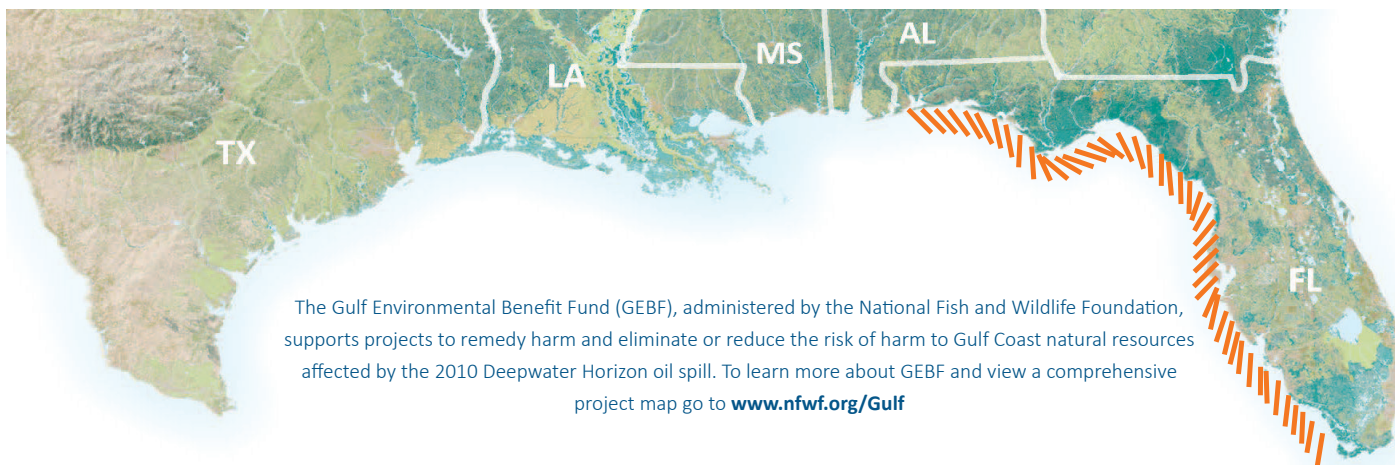 AL
MS
LA
TX
FL
The Gulf Environmental Benefit Fund (GEBF), administered by the National Fish and Wildlife Foundation,
supports projects to remedy harm and eliminate or reduce the risk of harm to Gulf Coast natural resources
affected by the 2010 Deepwater Horizon oil spill. To learn more about GEBF and view a comprehensive
project map go to www.nfwf.org/Gulf